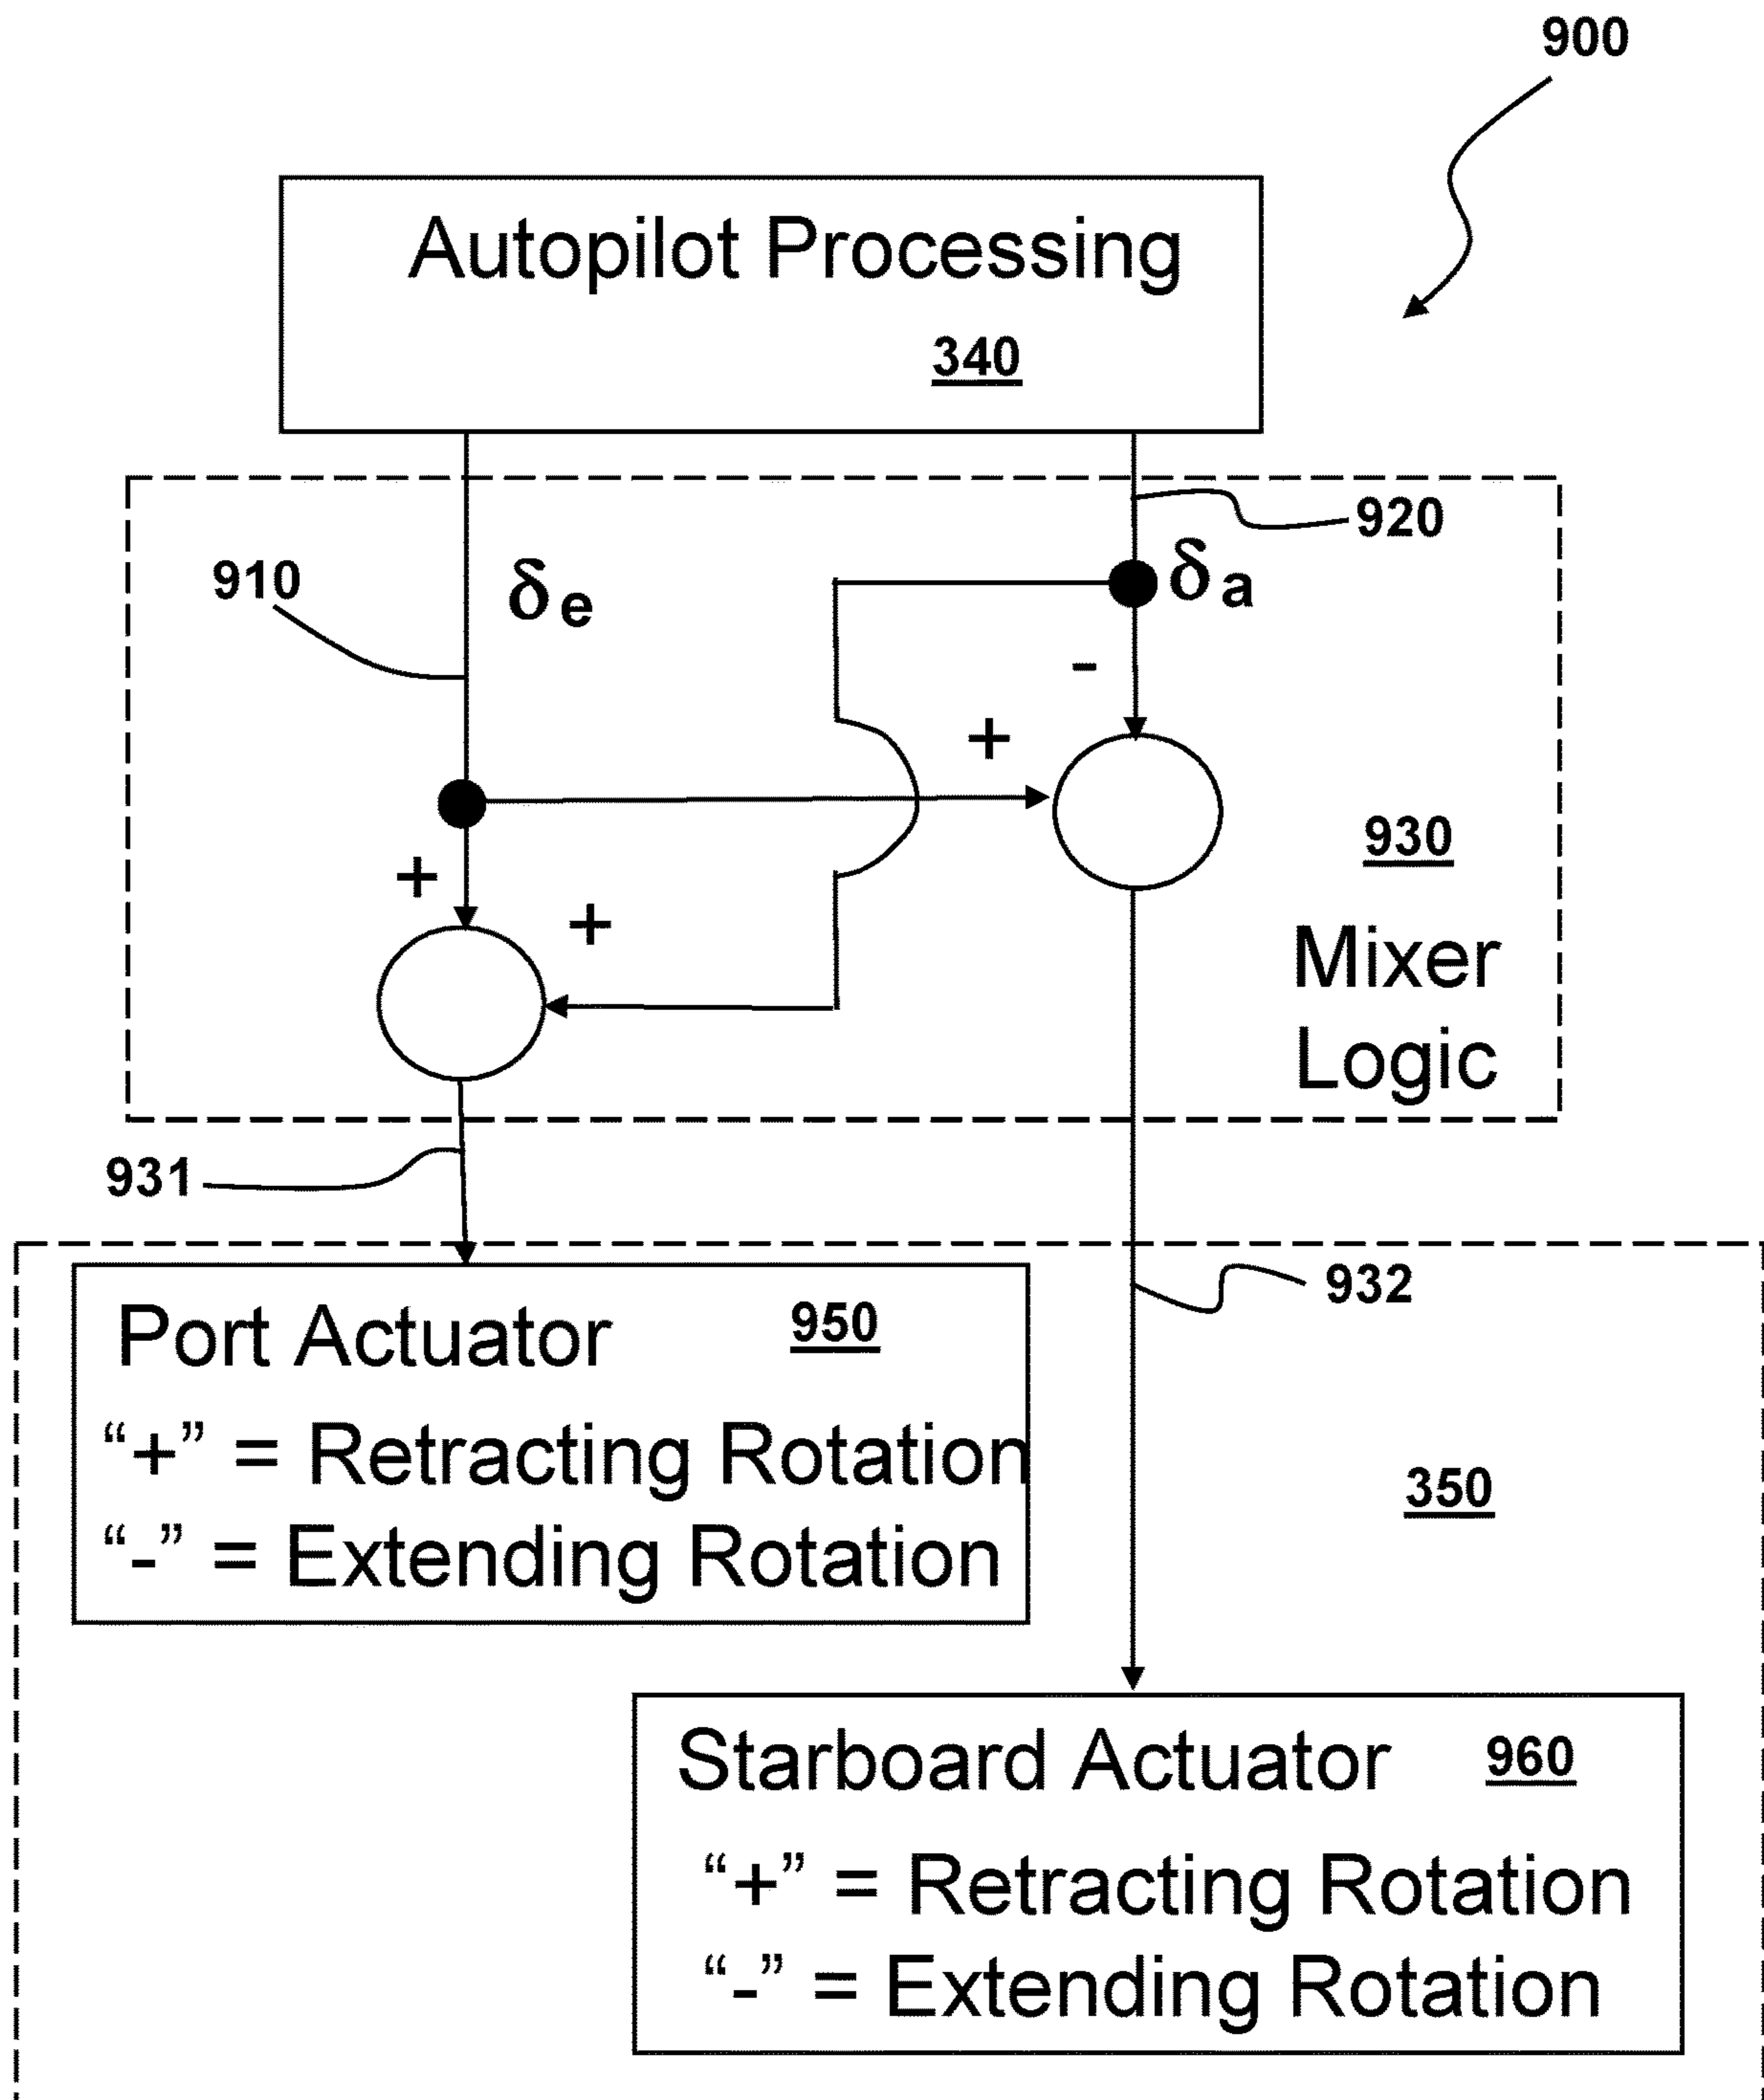 900
Autopilot Processing
340
920
910
δe
δa
-
+
+
+
930
Mixer
Logic
931
932
Port Actuator 950
“+” = Retracting Rotation
“-” = Extending Rotation
350
Starboard Actuator 960
“+” = Retracting Rotation
“-” = Extending Rotation